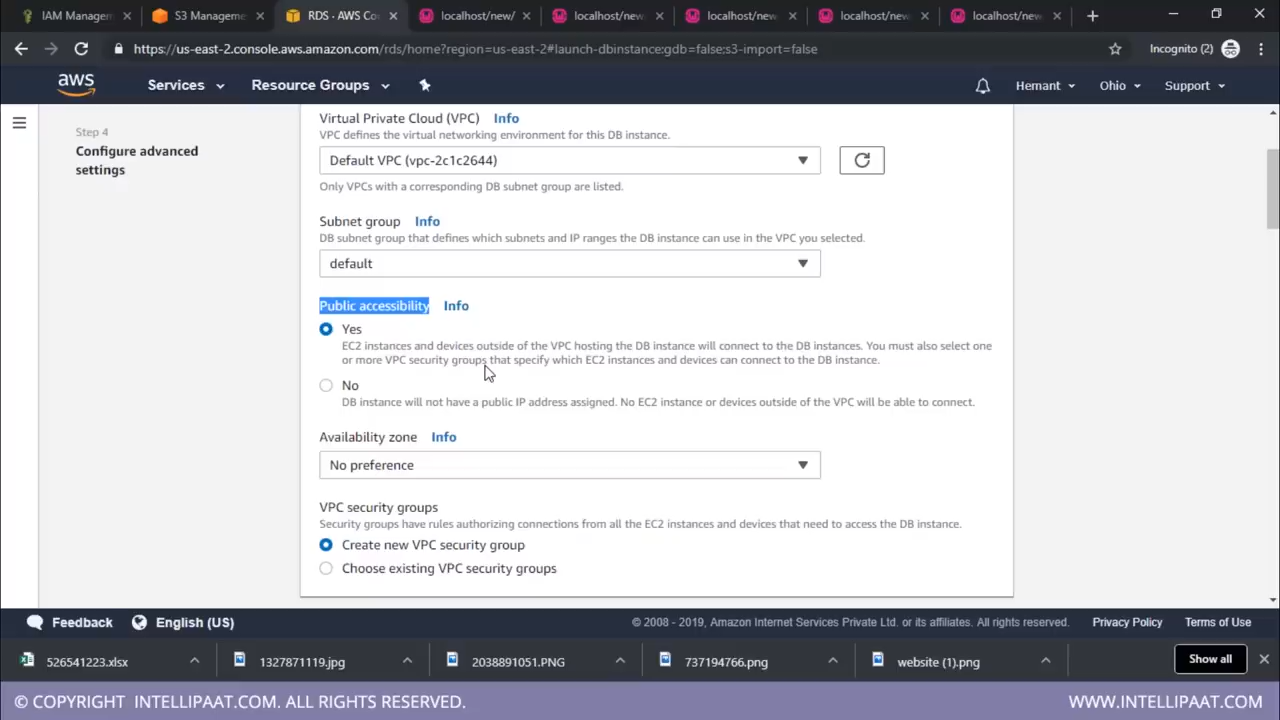 IAM Managem
S3 Manageme
RDS · AWS Co
localhost/new/
localhost/new
localhost/new
localhost/new
localhost/new
https://us-east-2.console.aws.amazon.com/rds/home?region=us-east-2#launch-dbinstance;gdb=false;s3-import=false
Incognito (2)
aws
Services
Resource Groups
Hemant
Ohio
Support
Step 4
Configure advanced
settings
Virtual Private Cloud (VPC) Info
VPC defines the virtual networking environment for this DB instance.
Default VPC (vpc-2c1c2644)
Only VPCs with a corresponding DB subnet group are listed.
Subnet group Info
DB subnet group that defines which subnets and IP ranges the DB instance can use in the VPC you selected.
default
Public accessibility Info
Yes
EC2 instances and devices outside of the VPC hosting the DB instance will connect to the DB instances. You must also select one
or more VPC security groups that specify which EC2 instances and devices can connect to the DB instance.
No
DB instance will not have a public IP address assigned. No EC2 instance or devices outside of the VPC will be able to connect.
Availability zone Info
No preference
VPC security groups
Security groups have rules authorizing connections from all the EC2 instances and devices that need to access the DB instance.
Create new VPC security group
Choose existing VPC security groups
Feedback
English (US)
© 2008 - 2019, Amazon Internet Services Private Ltd. or its affiliates. All rights reserved.
Privacy Policy
Terms of Use
526541223.xlsx
1327871119.jpg
2038891051.PNG
737194766.png
website (1).png
Show all
© COPYRIGHT INTELLIPAAT.COM. ALL RIGHTS RESERVED.
WWW.INTELLIPAAT.COM